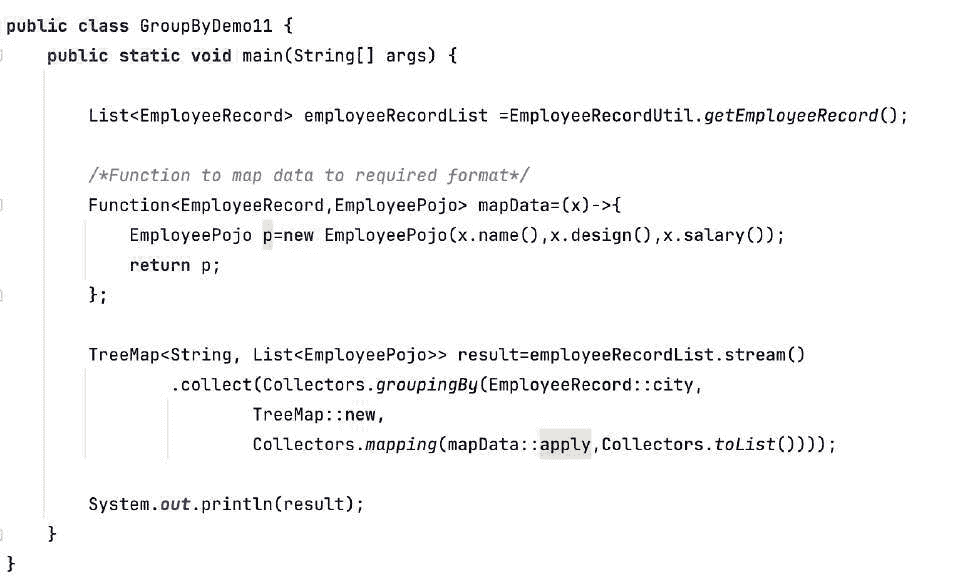 public class GroupByDemo11 {
public static void main(String[] args) {
List<EmployeeRecord> employeeRecordList =EmployeeRecordUtil.getEmployeeRecord();
/*Function to map data to required format*/
Function<EmployeeRecord,EmployeePojo> mapData=(x)->{
EmployeePojo p=new EmployeePojo(x.name(),x.design(),x.salary());
return p;
};
TreeMap<String, List<EmployeePojo>> result=employeeRecordList.stream()
.collect(Collectors.groupingBy(EmployeeRecord::city,
TreeMap::new,
Collectors.mapping(mapData::apply,Collectors.toList())));
System.out.println(result);
}
}